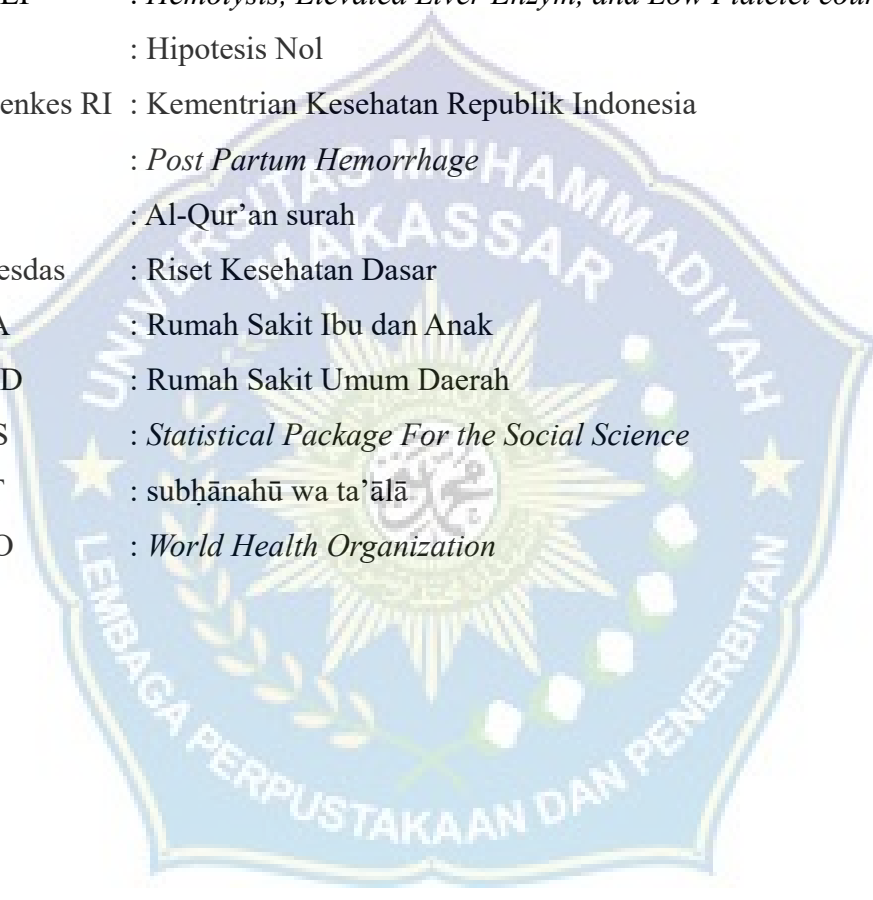 : Hemolysis, Elevated Liver Enzym, and Low Platelet
: Hipotesis Nol
enkes RI : Kementrian Kesehatan Republik Indonesia
: Post Partum Hemorrhage
: Al-Qur'an surah
esdas : Riset Kesehatan Dasar
A : Rumah Sakit Ibu dan Anak
D : Rumah Sakit Umum Daerah
S : Statistical Package For the Social Science
: subḥānahū wa ta'ālā
O : World Health Organization
UNIVERSITAS MUHAMMADIYAH
MAKASSAR
LEMBAGA PERPUSTAKAAN DAN PENERBITAN